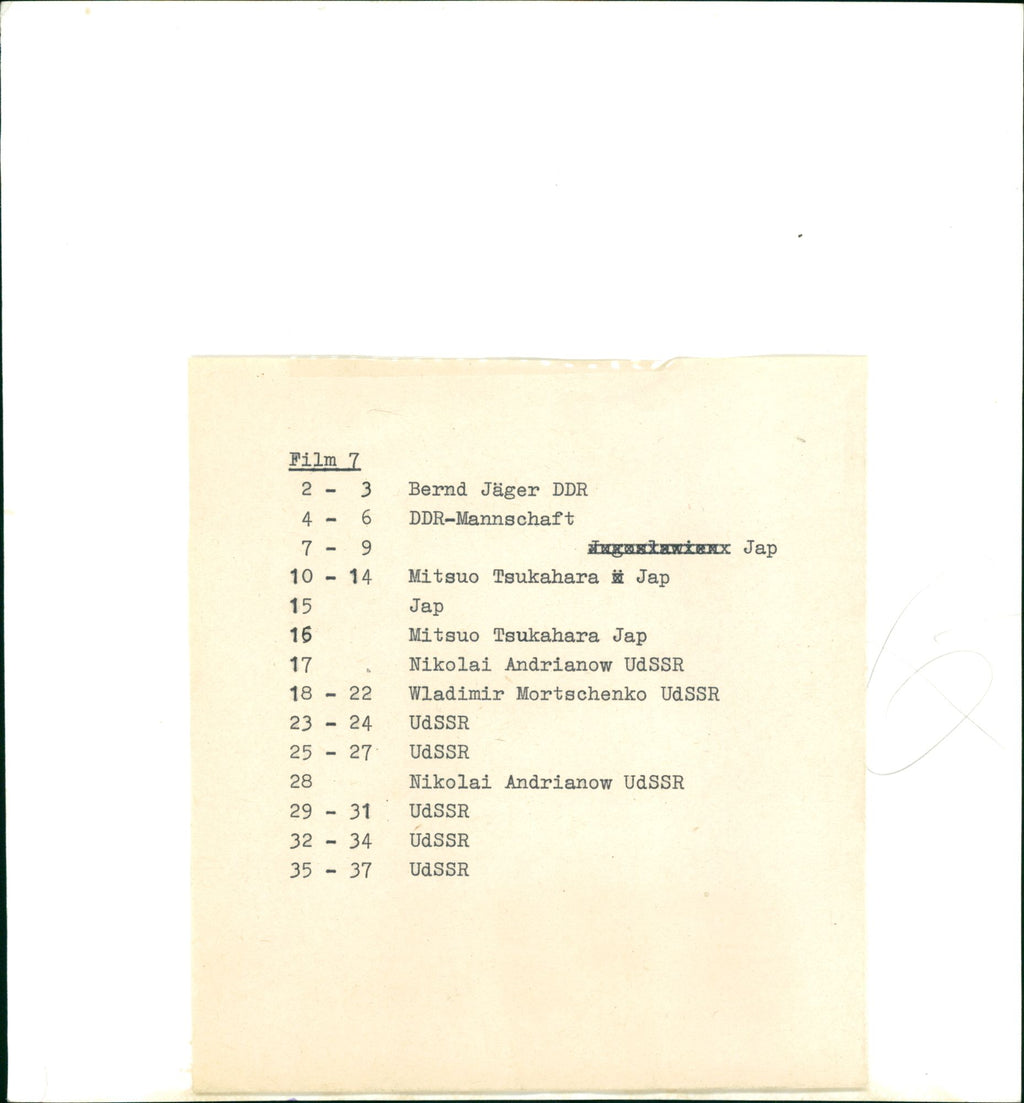 Film 7
2 - 3 Bernd Jäger DDR
4 - 6 DDR-Mannschaft
7 - 9 Jap
10 - 14 Mitsuo Tsukahara Jap
15 Jap
16 Mitsuo Tsukahara Jap
17 Nikolai Andrianow UdSSR
18 - 22 Wladimir Mortschenko UdSSR
23 - 24 UdSSR
25 - 27 UdSSR
28 Nikolai Andrianow UdSSR
29 - 31 UdSSR
32 - 34 UdSSR
35 - 37 UdSSR